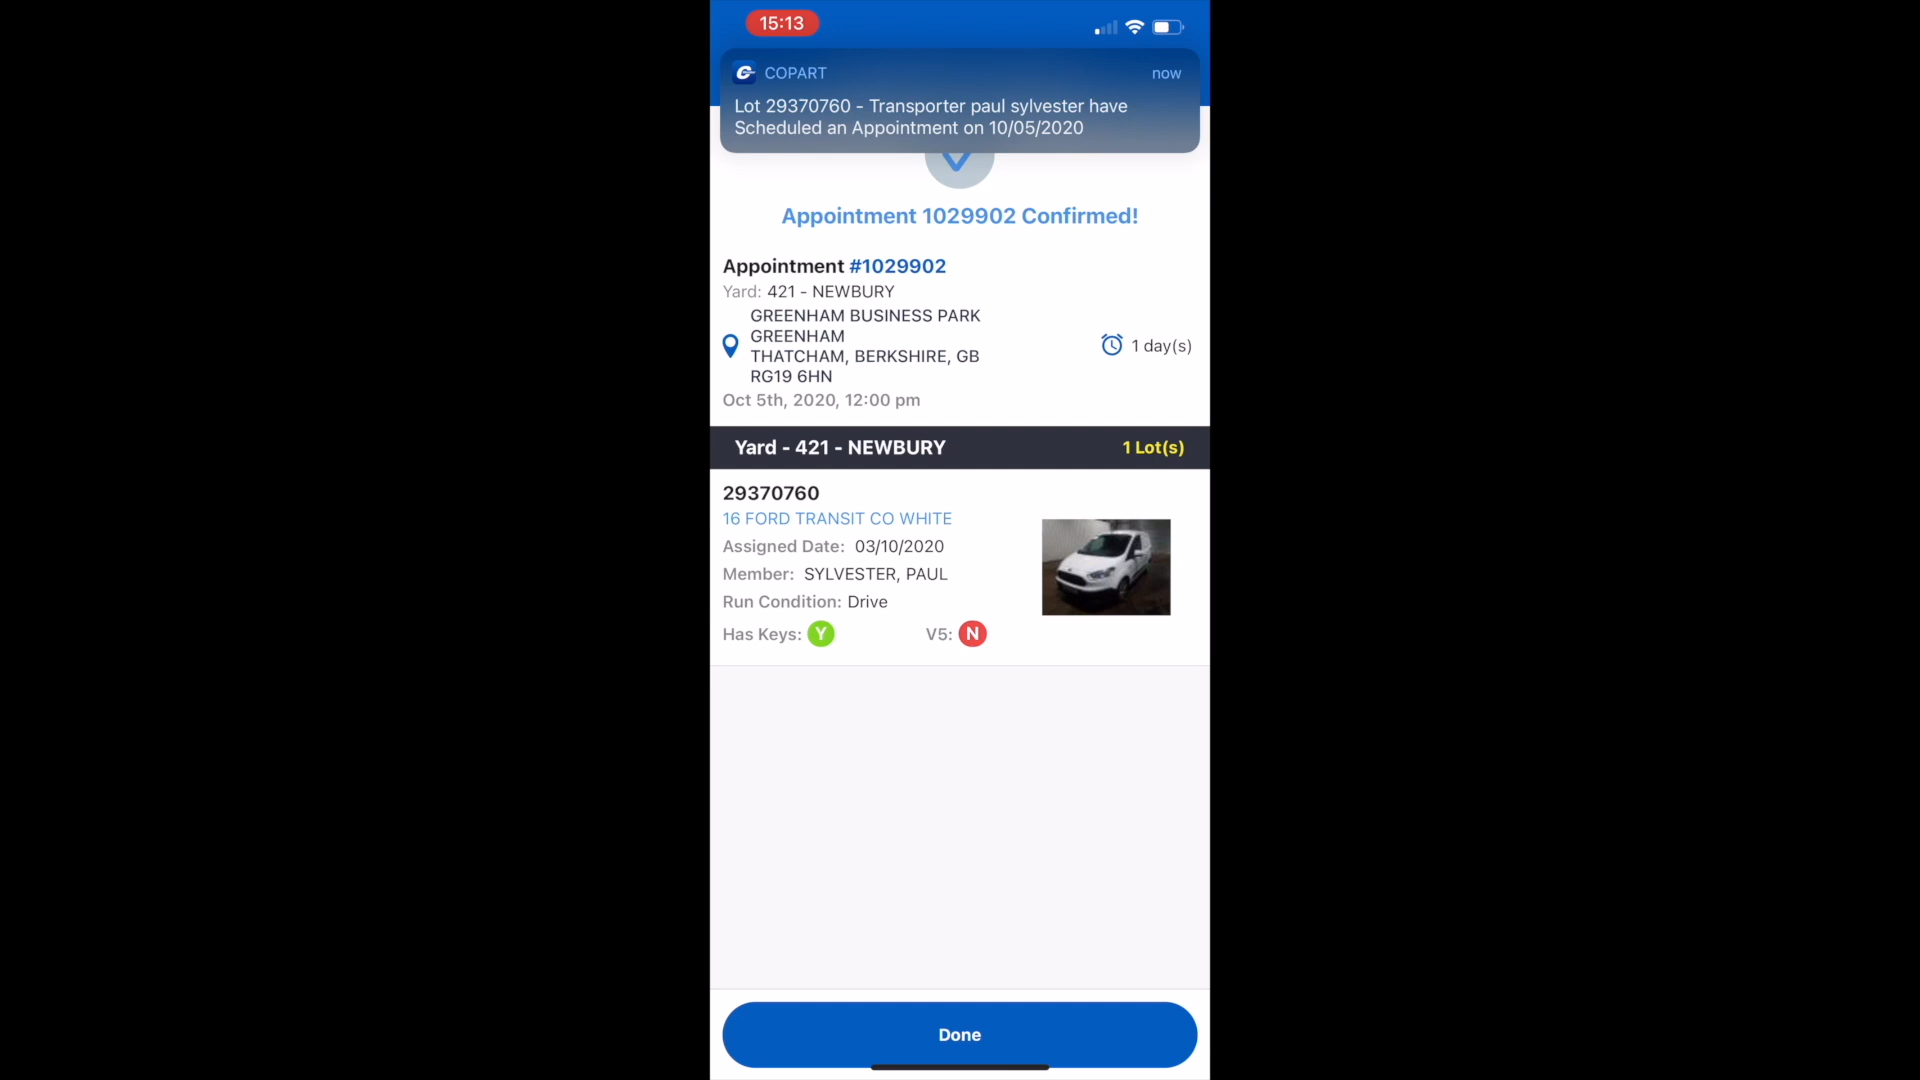 15:13
COPART now
Lot 29370760 - Transporter paul sylvester have
Scheduled an Appointment on 10/05/2020
Appointment 1029902 Confirmed!
Appointment #1029902
Yard: 421 - NEWBURY
GREENHAM BUSINESS PARK
GREENHAM
THATCHAM, BERKSHIRE, GB
RG19 6HN
1 day(s)
Oct 5th, 2020, 12:00 pm
Yard - 421 - NEWBURY 1 Lot(s)
29370760
16 FORD TRANSIT CO WHITE
Assigned Date: 03/10/2020
Member: SYLVESTER, PAUL
Run Condition: Drive
Has Keys: Y V5: N
Done